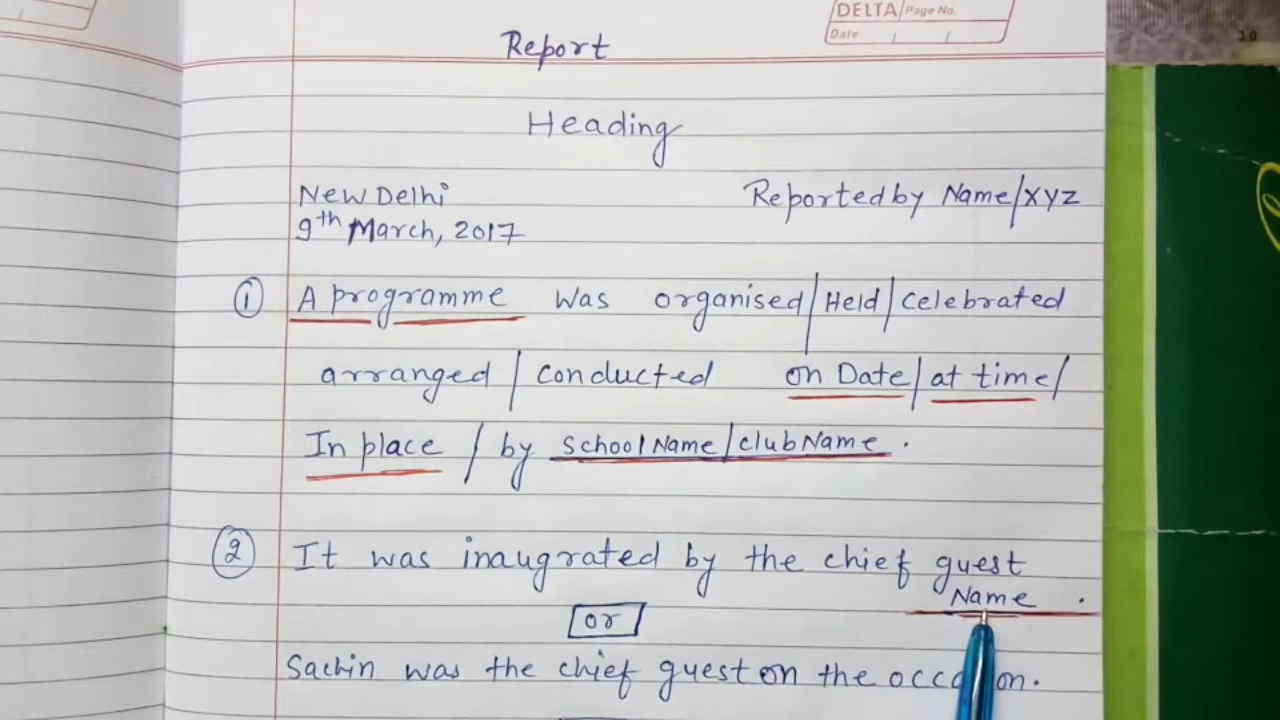 DELTA Page No.
Date / /
Report
Heading
New Delhi Reported by Name/XYZ
9th March, 2017
① A programme was organised/Held/celebrated
arranged / conducted on Date/at time/
In place / by school Name/club Name .
② It was inaugrated by the chief guest
Name .
or
Sachin was the chief guest on the